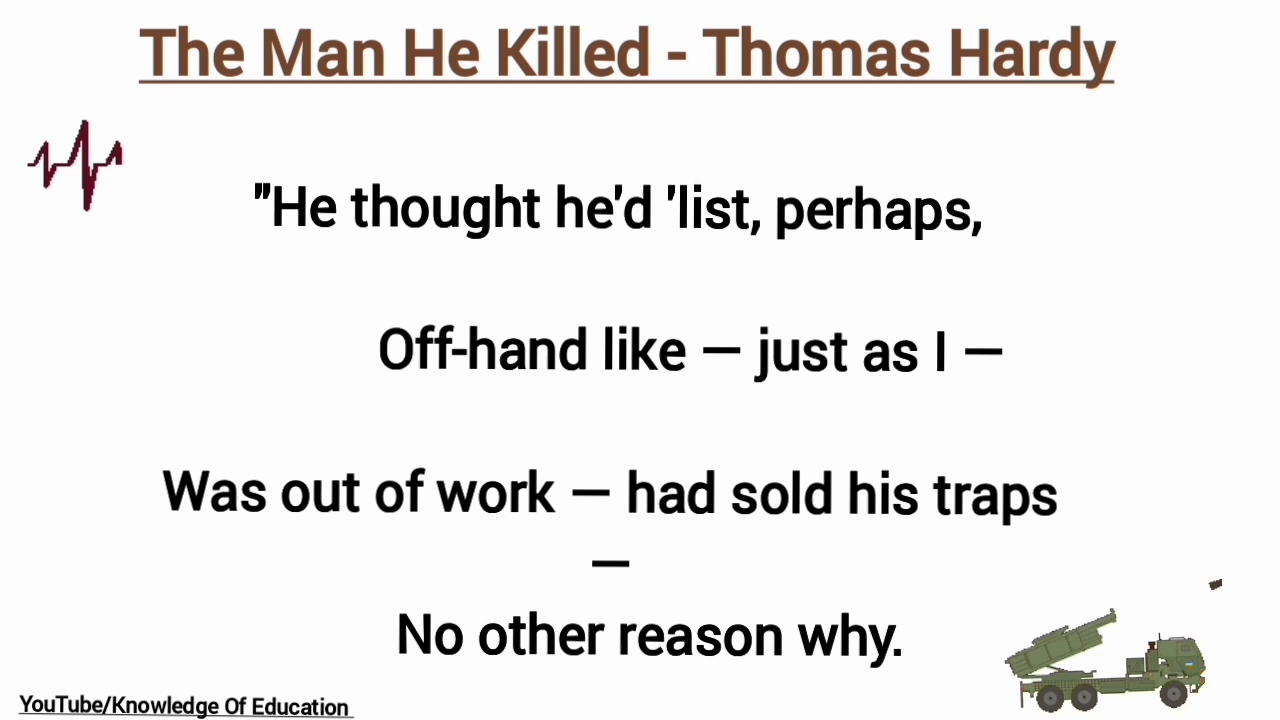 The Man He Killed - Thomas Hardy
"He thought he'd 'list, perhaps,
Off-hand like — just as I —
Was out of work — had sold his traps
—
No other reason why.
YouTube/Knowledge Of Education